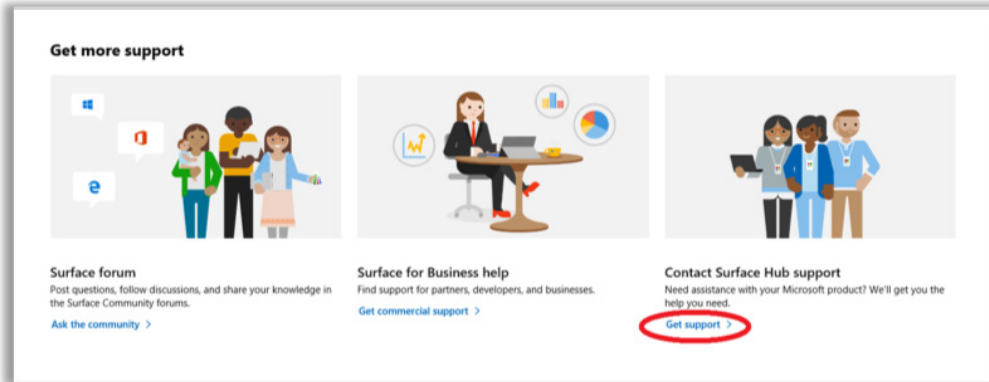 Get more support
Surface forum
Post questions, follow discussions, and share your knowledge in
the Surface Community forums.
Ask the community >
Surface for Business help
Find support for partners, developers, and businesses.
Get commercial support >
Contact Surface Hub support
Need assistance with your Microsoft product? We'll get you the
help you need.
Get support >